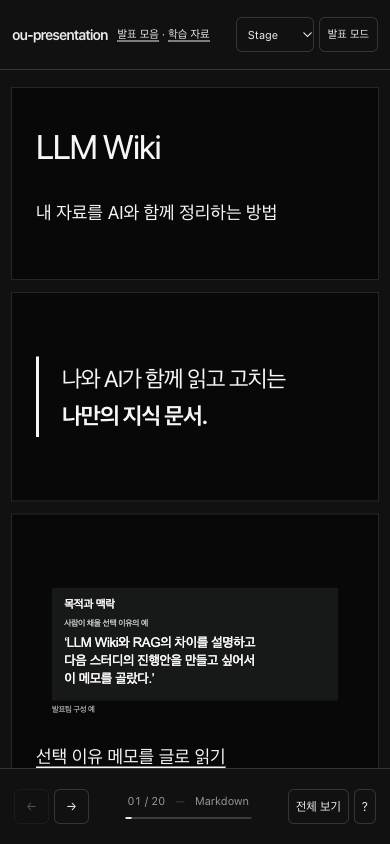 ou-presentation 발표 모음 · 학습 자료 Stage 발표 모드
LLM Wiki
내 자료를 AI와 함께 정리하는 방법
나와 AI가 함께 읽고 고치는
나만의 지식 문서.
목적과 맥락
사람이 채울 선택 이유의 예
‘LLM Wiki와 RAG의 차이를 설명하고
다음 스터디의 진행안을 만들고 싶어서
이 메모를 골랐다.’
발표팀 구성 예
선택 이유 메모를 글로 읽기
← → 01 / 20 — Markdown 전체 보기 ?